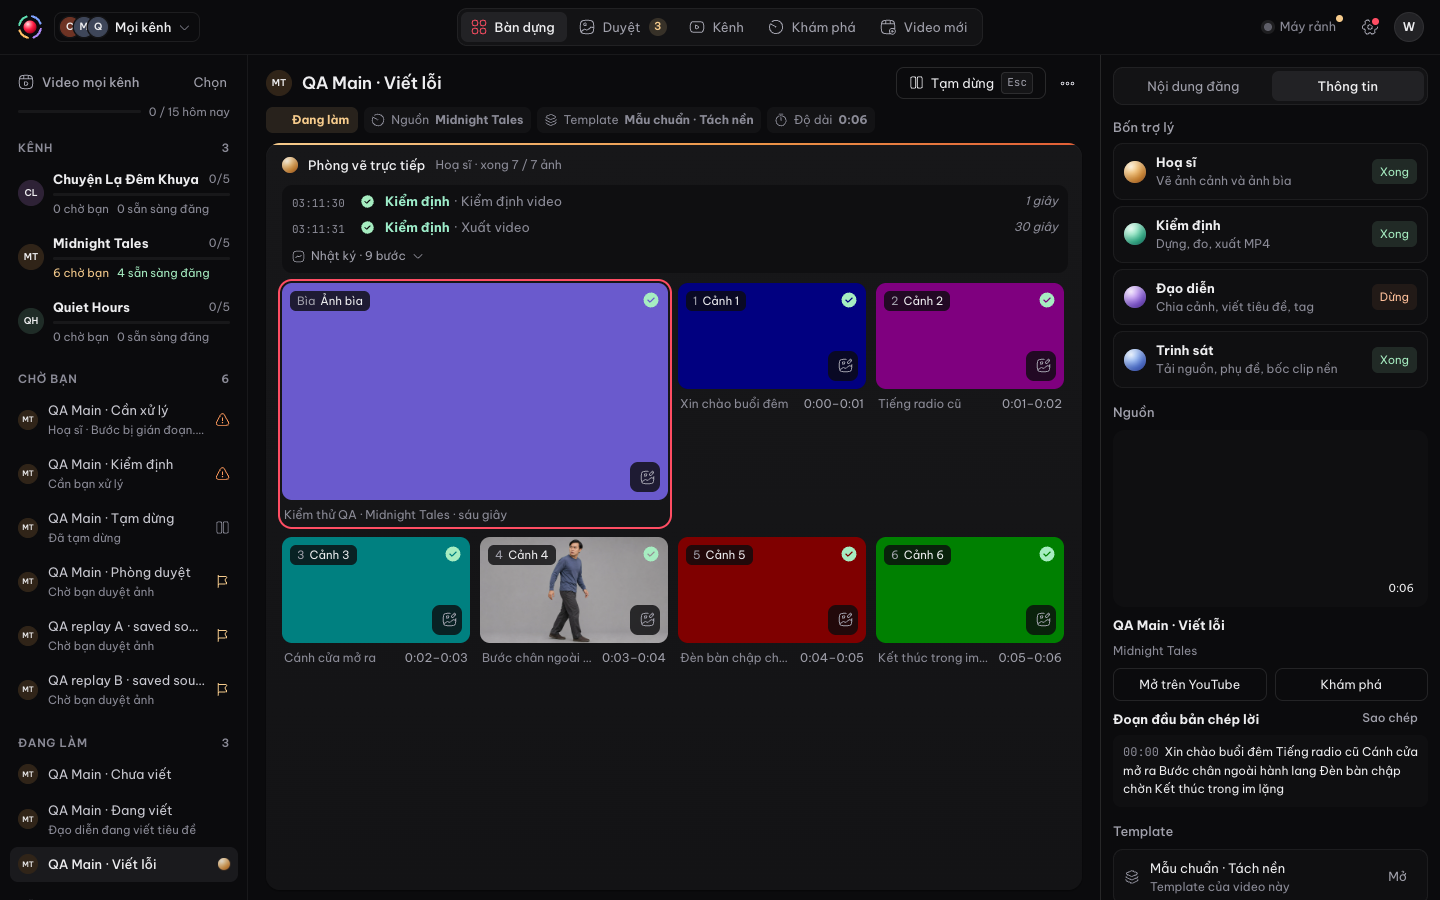 C M Q Mọi kênh
Bàn dựng
Duyệt 3
Kênh
Khám phá
Video mới
Máy rảnh
W
Video mọi kênh
Chọn
0 / 15 hôm nay
KÊNH 3
CL Chuyện Lạ Đêm Khuya 0/5
0 chờ bạn 0 sẵn sàng đăng
MT Midnight Tales 0/5
6 chờ bạn 4 sẵn sàng đăng
QH Quiet Hours 0/5
0 chờ bạn 0 sẵn sàng đăng
CHỜ BẠN 6
MT QA Main · Cần xử lý
Hoạ sĩ · Bước bị gián đoạn....
MT QA Main · Kiểm định
Cần bạn xử lý
MT QA Main · Tạm dừng
Đã tạm dừng
MT QA Main · Phòng duyệt
Chờ bạn duyệt ảnh
MT QA replay A · saved so...
Chờ bạn duyệt ảnh
MT QA replay B · saved sou...
Chờ bạn duyệt ảnh
ĐANG LÀM 3
MT QA Main · Chưa viết
MT QA Main · Đang viết
Đạo diễn đang viết tiêu đề
MT QA Main · Viết lỗi
MT QA Main · Viết lỗi
Tạm dừng Esc
Đang làm
Nguồn Midnight Tales
Template Mẫu chuẩn · Tách nền
Độ dài 0:06
Phòng vẽ trực tiếp Hoạ sĩ · xong 7 / 7 ảnh
03:11:30 Kiểm định · Kiểm định video 1 giây
03:11:31 Kiểm định · Xuất video 30 giây
Nhật ký · 9 bước
Bìa Ảnh bìa
Kiểm thử QA · Midnight Tales · sáu giây
1 Cảnh 1
Xin chào buổi đêm 0:00–0:01
2 Cảnh 2
Tiếng radio cũ 0:01–0:02
3 Cảnh 3
Cánh cửa mở ra 0:02–0:03
4 Cảnh 4
Bước chân ngoài ... 0:03–0:04
5 Cảnh 5
Đèn bàn chập ch... 0:04–0:05
6 Cảnh 6
Kết thúc trong im... 0:05–0:06
Nội dung đăng
Thông tin
Bốn trợ lý
Hoạ sĩ
Vẽ ảnh cảnh và ảnh bìa
Xong
Kiểm định
Dựng, đo, xuất MP4
Xong
Đạo diễn
Chia cảnh, viết tiêu đề, tag
Dừng
Trinh sát
Tải nguồn, phụ đề, bốc clip nền
Xong
Nguồn
0:06
QA Main · Viết lỗi
Midnight Tales
Mở trên YouTube
Khám phá
Đoạn đầu bản chép lời
Sao chép
00:00 Xin chào buổi đêm Tiếng radio cũ Cánh cửa
mở ra Bước chân ngoài hành lang Đèn bàn chập
chờn Kết thúc trong im lặng
Template
Mẫu chuẩn · Tách nền
Template của video này
Mở